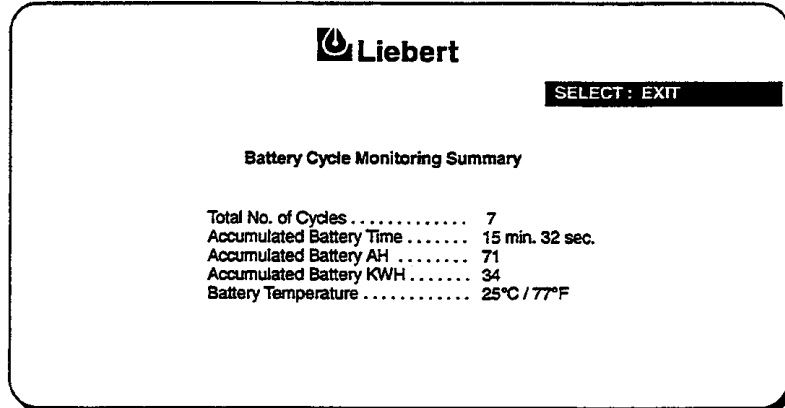 Liebert
SELECT: EXIT
Battery Cycle Monitoring Summary
Total No. of Cycles ............. 7
Accumulated Battery Time ....... 15 min. 32 sec.
Accumulated Battery AH ........ 71
Accumulated Battery KWH ....... 34
Battery Temperature ............ 25°C / 77°F